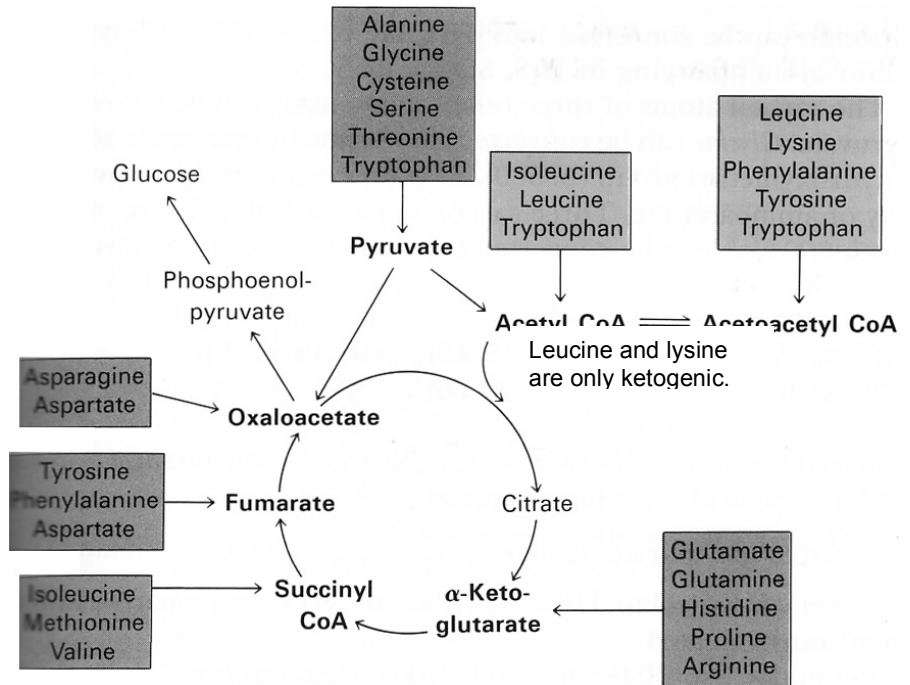 Alanine
Glycine
Cysteine
Serine
Threonine
Tryptophan
Leucine
Lysine
Phenylalanine
Tyrosine
Tryptophan
Isoleucine
Leucine
Tryptophan
Glucose
Pyruvate
Phosphoenol-
pyruvate
Acetyl CoA
Acetoacetyl CoA
Leucine and lysine
are only ketogenic.
Asparagine
Aspartate
Oxaloacetate
Tyrosine
Phenylalanine
Aspartate
Fumarate
Citrate
Isoleucine
Methionine
Valine
Succinyl
CoA
α-Keto-
glutarate
Glutamate
Glutamine
Histidine
Proline
Arginine